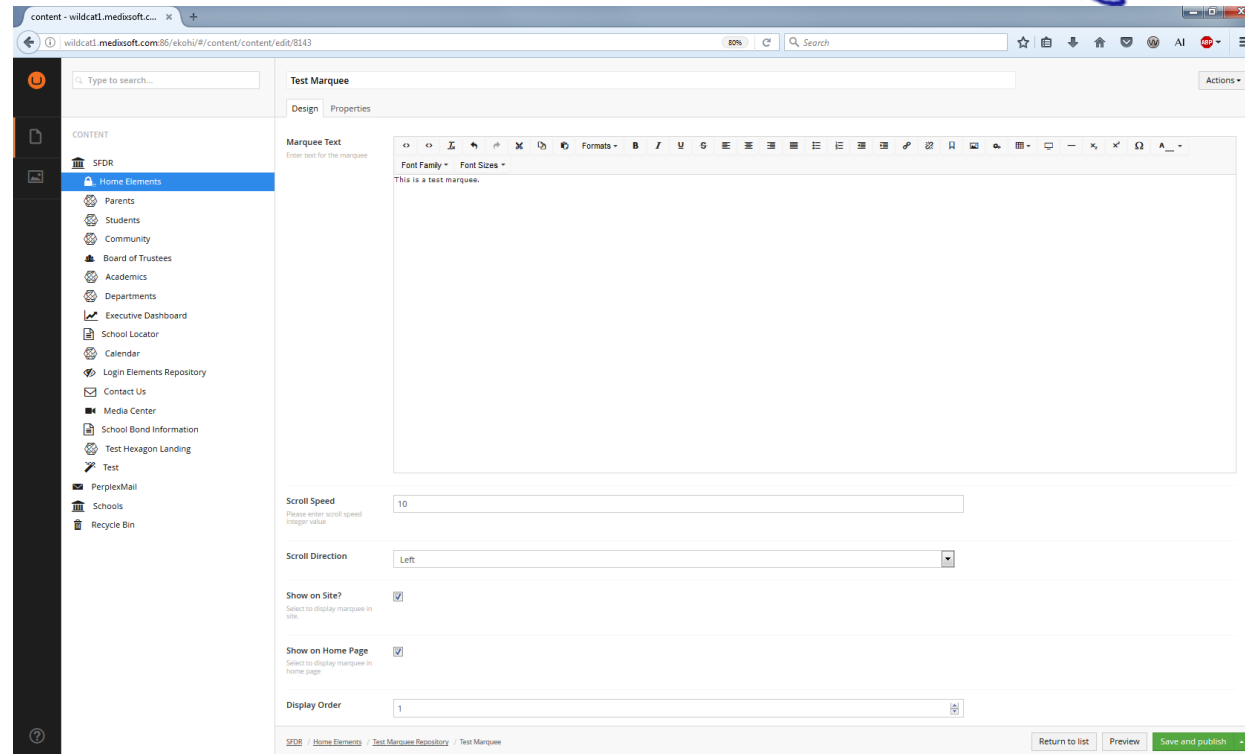 content - wildcat1.medixsoft.c... × +
wildcat1.medixsoft.com:86/ekohi/#/content/content/edit/8143 80% Search AI ABP
Type to search...
Test Marquee
Actions
Design Properties
CONTENT
SFDR
Home Elements
Parents
Students
Community
Board of Trustees
Academics
Departments
Executive Dashboard
School Locator
Calendar
Login Elements Repository
Contact Us
Media Center
School Bond Information
Test Hexagon Landing
Test
PerplexMail
Schools
Recycle Bin
Marquee Text
Enter text for the marquee
Formats B I U S Ω A
Font Family Font Sizes
This is a test marquee.
Scroll Speed
Please enter scroll speed
integer value
10
Scroll Direction
Left
Show on Site?
Select to display marquee in
site.
Show on Home Page
Select to display marquee in
home page
Display Order
1
SFDR / Home Elements / Test Marquee Repository / Test Marquee
Return to list Preview Save and publish